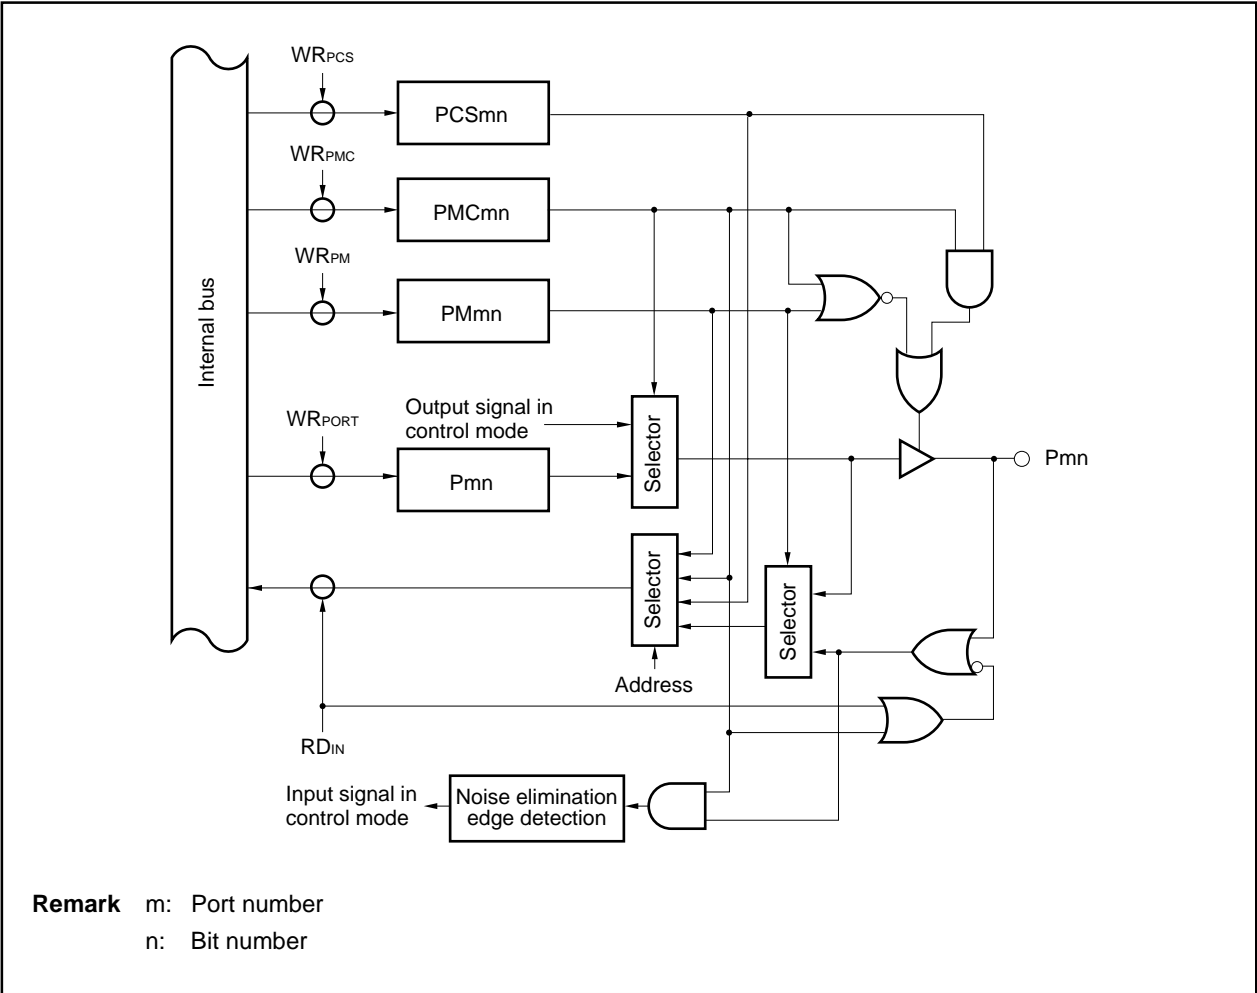 WRPCS
PCSmn
WRPMC
PMCmn
WRPM
PMmn
Internal bus
Output signal in
control mode
WRPORT
Pmn
Selector
Pmn
Selector
Selector
Address
RDIN
Input signal in
control mode
Noise elimination
edge detection
Remark m: Port number
n: Bit number